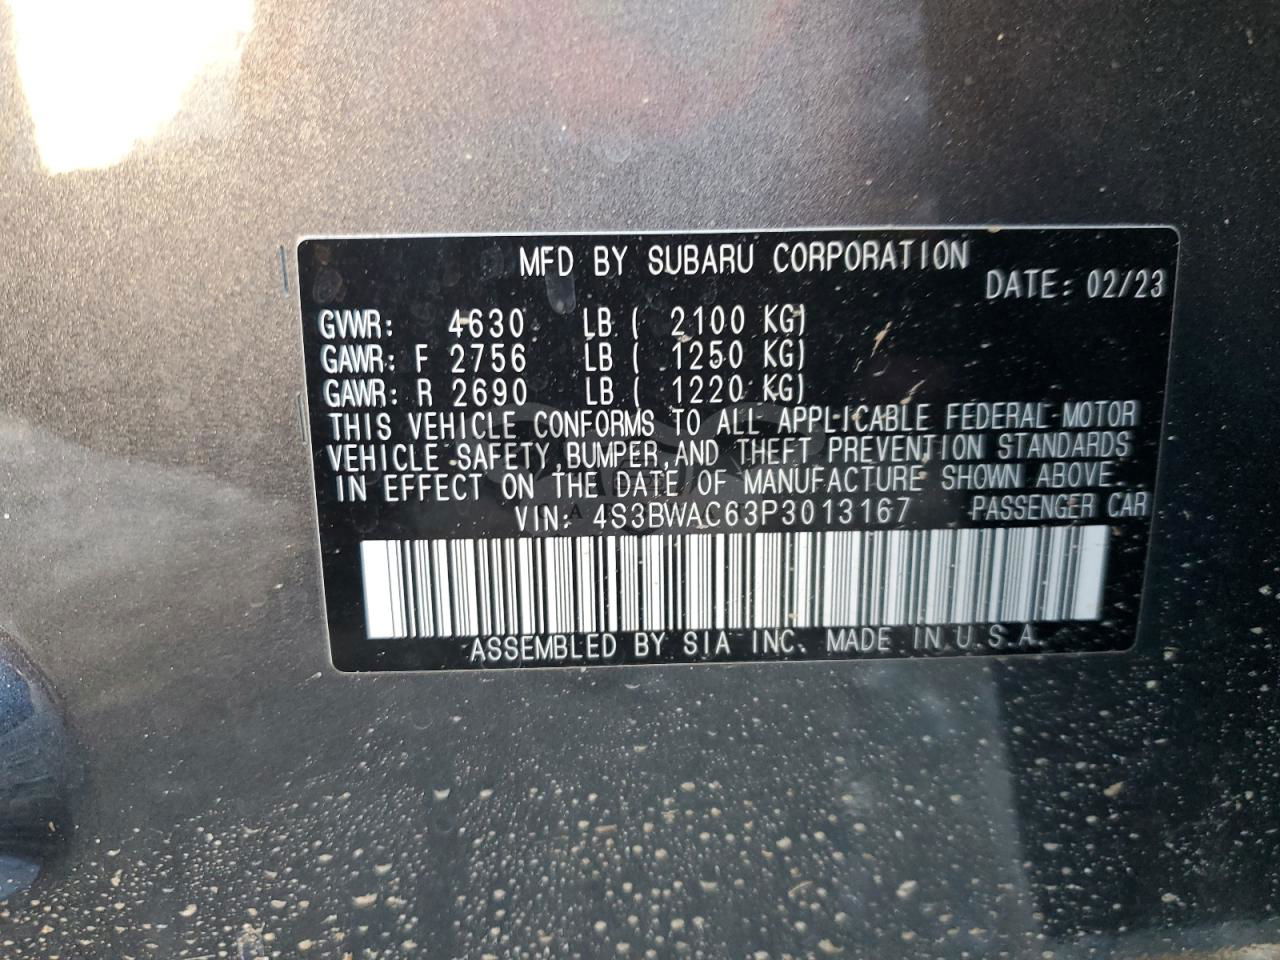 MFD BY SUBARU CORPORATION
DATE: 02/23
GVWR: 4630 LB ( 2100 KG)
GAWR: F 2756 LB ( 1250 KG)
GAWR: R 2690 LB ( 1220 KG)
THIS VEHICLE CONFORMS TO ALL APPLICABLE FEDERAL MOTOR
VEHICLE SAFETY,BUMPER,AND THEFT PREVENTION STANDARDS
IN EFFECT ON THE DATE OF MANUFACTURE SHOWN ABOVE.
VIN: 4S3BWAC63P3013167 PASSENGER CAR
ASSEMBLED BY SIA INC. MADE IN U.S.A.